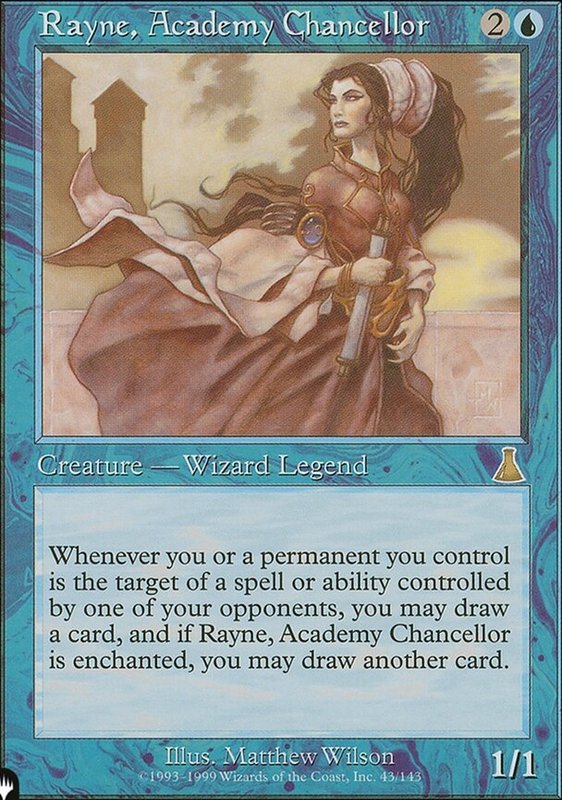 Rayne, Academy Chancellor 2
Creature — Wizard Legend
Whenever you or a permanent you control
is the target of a spell or ability controlled
by one of your opponents, you may draw
a card, and if Rayne, Academy Chancellor
is enchanted, you may draw another card.
Illus. Matthew Wilson
©1993-1999 Wizards of the Coast, Inc. 43/143
1/1